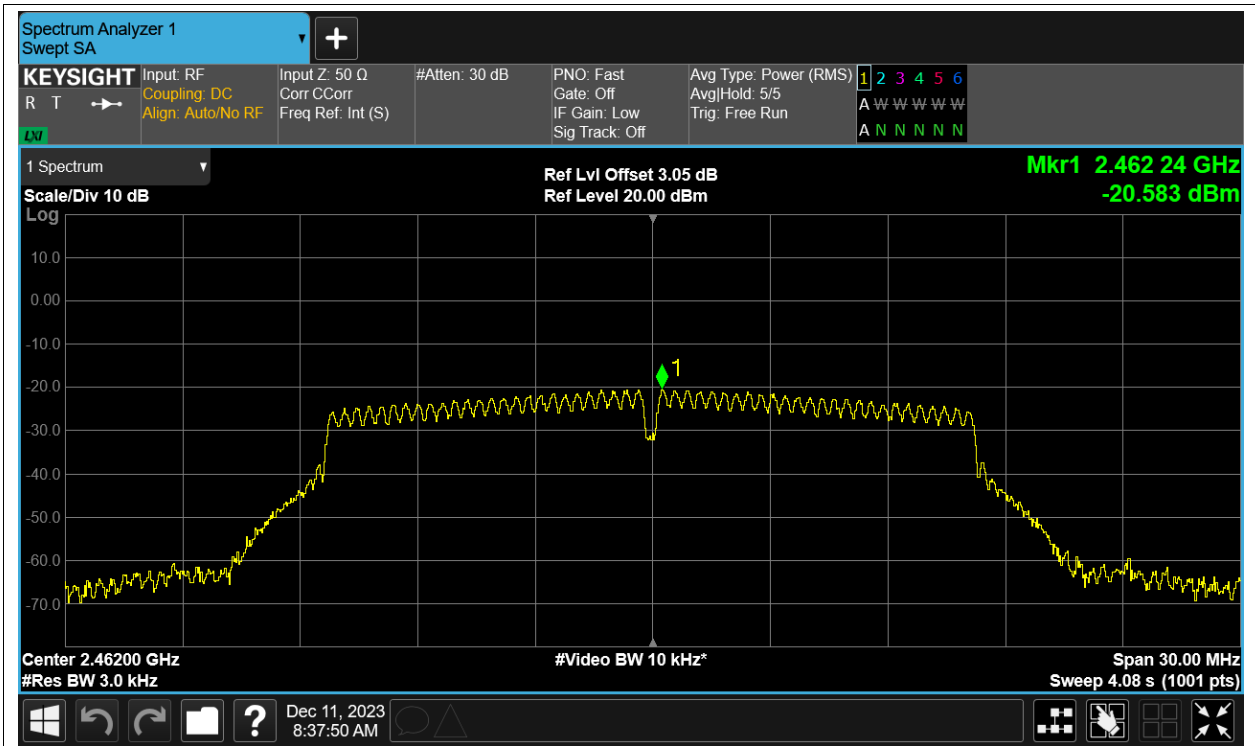 Spectrum Analyzer 1
Swept SA
KEYSIGHT
R T
LXI
Input: RF
Coupling: DC
Align: Auto/No RF
Input Z: 50 Ω
Corr CCorr
Freq Ref: Int (S)
#Atten: 30 dB
PNO: Fast
Gate: Off
IF Gain: Low
Sig Track: Off
Avg Type: Power (RMS)
Avg|Hold: 5/5
Trig: Free Run
1 2 3 4 5 6
A W W W W W
A N N N N N
1 Spectrum
Scale/Div 10 dB
Log
Ref Lvl Offset 3.05 dB
Ref Level 20.00 dBm
Mkr1 2.462 24 GHz
-20.583 dBm
10.0
0.00
-10.0
-20.0
-30.0
-40.0
-50.0
-60.0
-70.0
1
Center 2.46200 GHz
#Res BW 3.0 kHz
#Video BW 10 kHz*
Span 30.00 MHz
Sweep 4.08 s (1001 pts)
?
Dec 11, 2023
8:37:50 AM